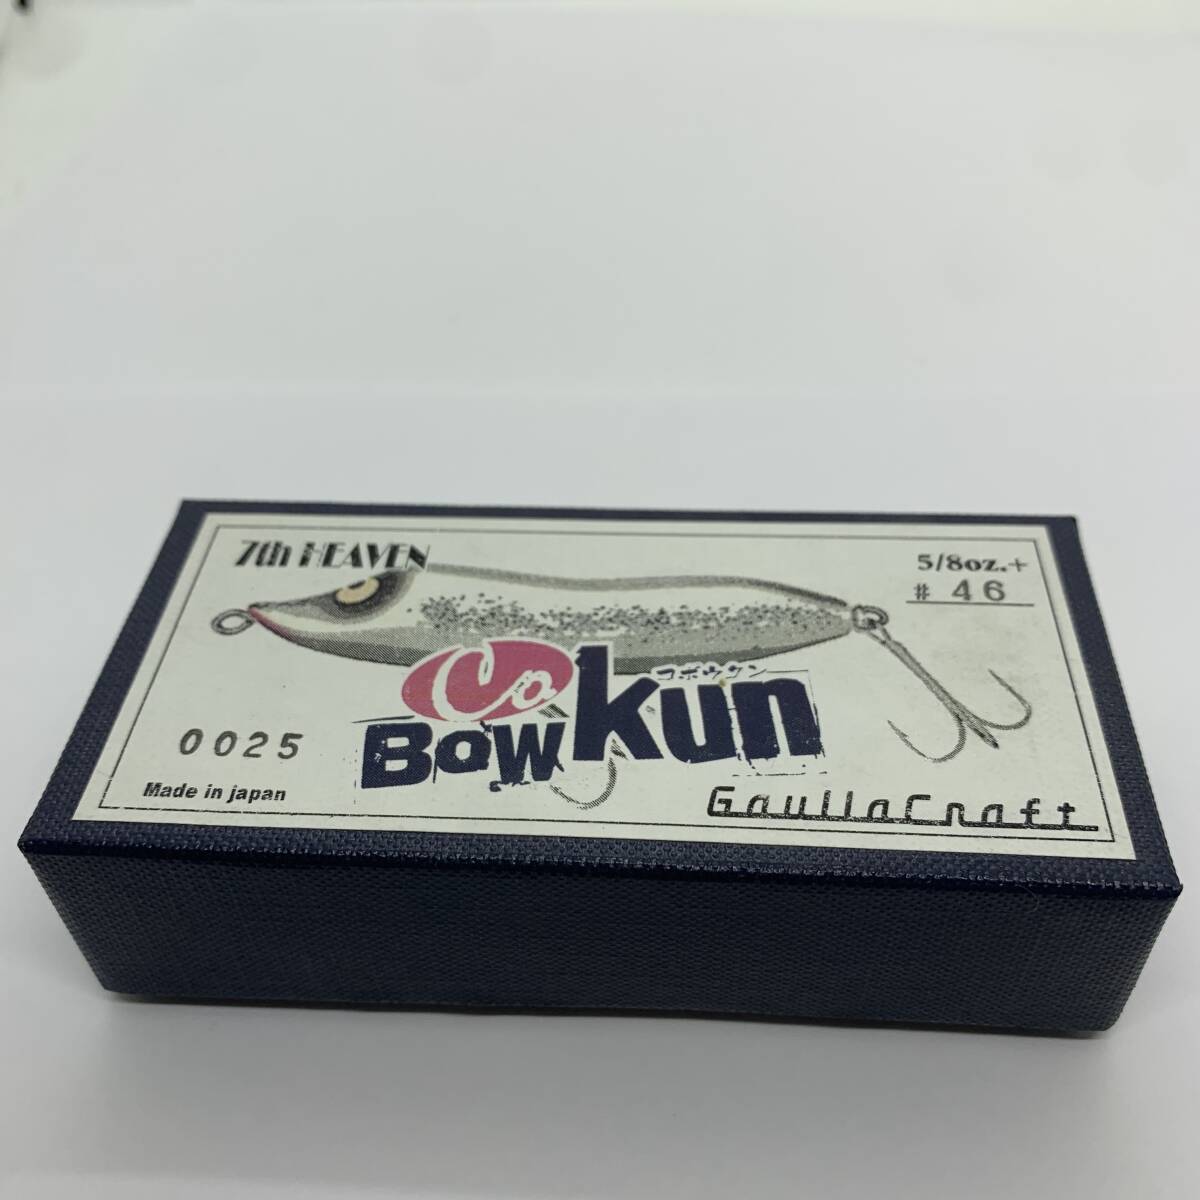 7th HEAVEN
5/8oz.+
# 46
コボウクン
Co
BOWkun
0025
Made in japan
GaullaCraft